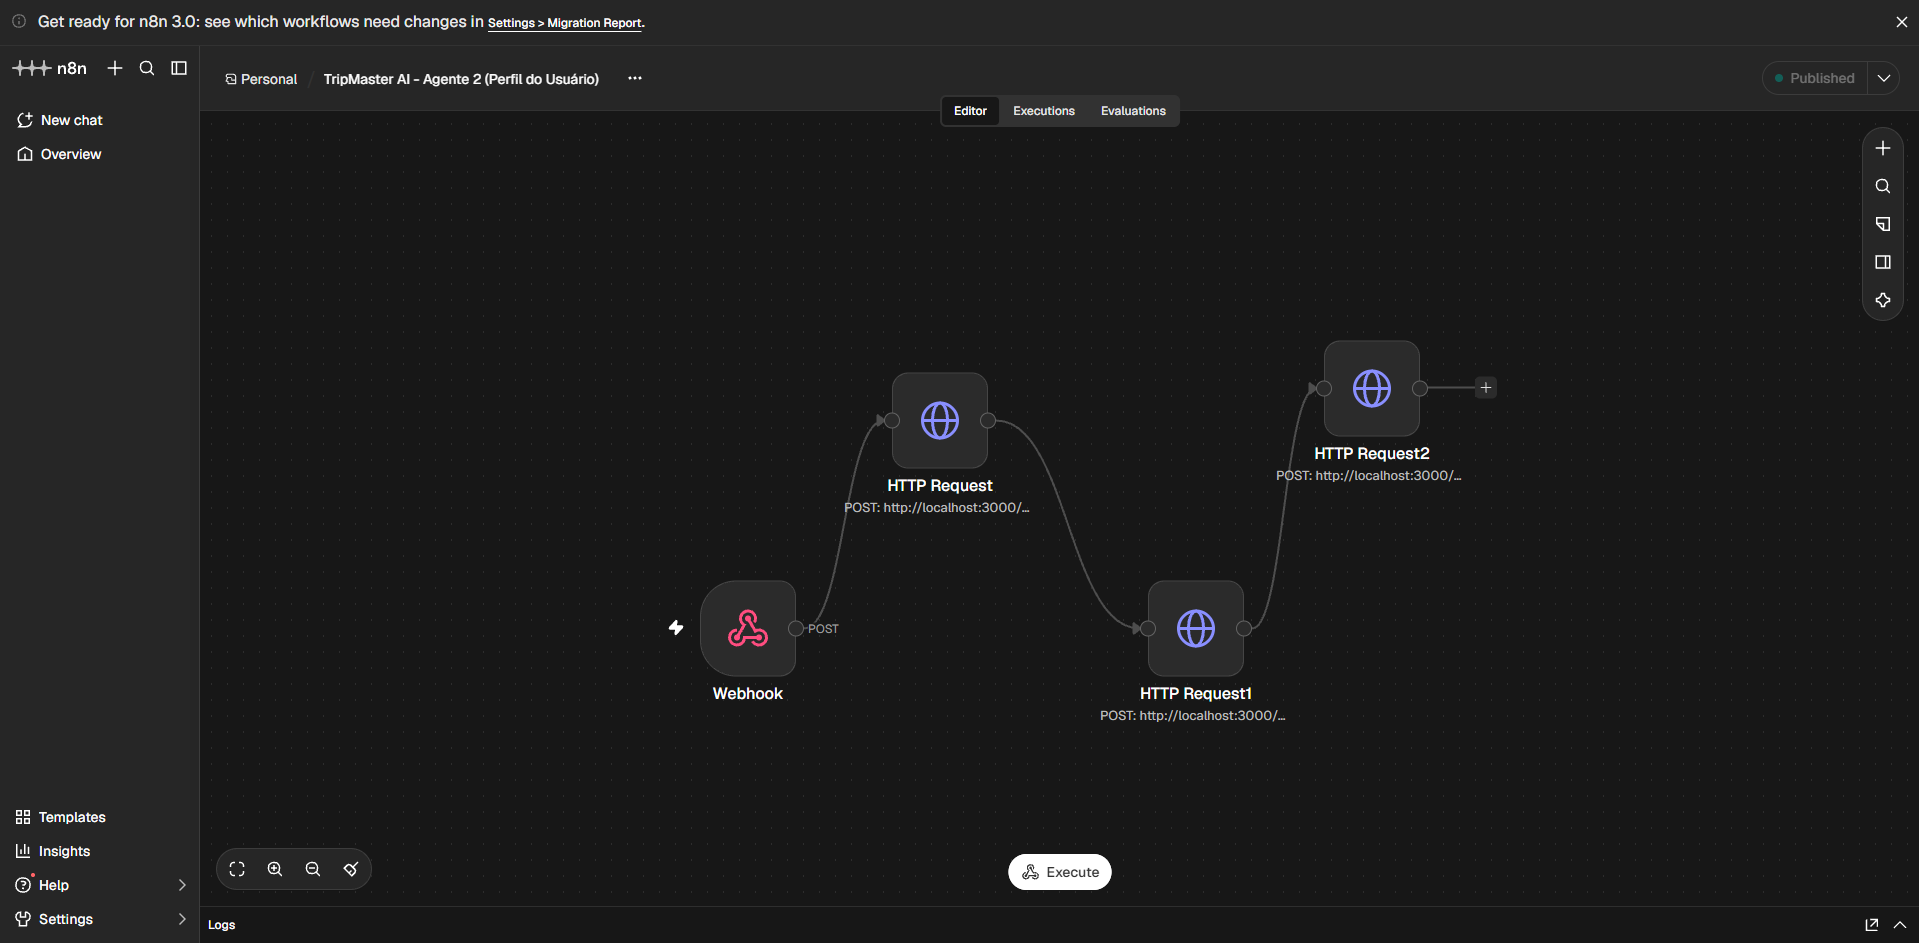 Get ready for n8n 3.0: see which workflows need changes in Settings > Migration Report.
n8n
Personal / TripMaster AI - Agente 2 (Perfil do Usuário) ...
Published
Editor Executions Evaluations
New chat
Overview
HTTP Request2
POST: http://localhost:3000/...
HTTP Request
POST: http://localhost:3000/...
POST
Webhook
HTTP Request1
POST: http://localhost:3000/...
Templates
Insights
Help
Settings
Execute
Logs